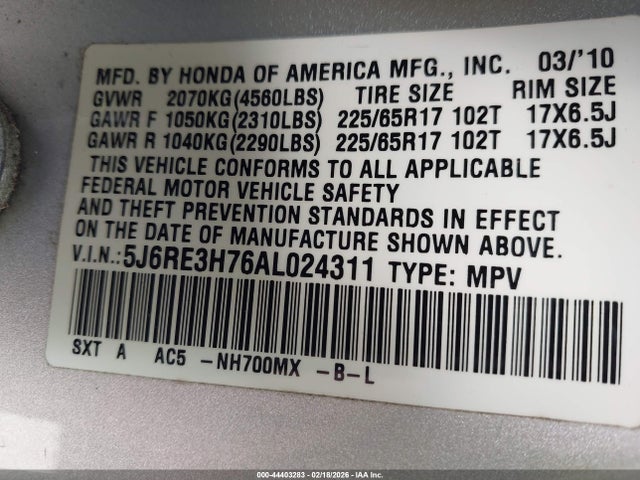 MFD. BY HONDA OF AMERICA MFG., INC. 03/'10
GVWR 2070KG(4560LBS) TIRE SIZE RIM SIZE
GAWR F 1050KG(2310LBS) 225/65R17 102T 17X6.5J
GAWR R 1040KG(2290LBS) 225/65R17 102T 17X6.5J
THIS VEHICLE CONFORMS TO ALL APPLICABLE
FEDERAL MOTOR VEHICLE SAFETY
AND THEFT PREVENTION STANDARDS IN EFFECT
ON THE DATE OF MANUFACTURE SHOWN ABOVE.
V.I.N.:5J6RE3H76AL024311 TYPE: MPV
SXT A AC5 -NH700MX -B-L
000-44403283 - 02/18/2026 - IAA Inc.